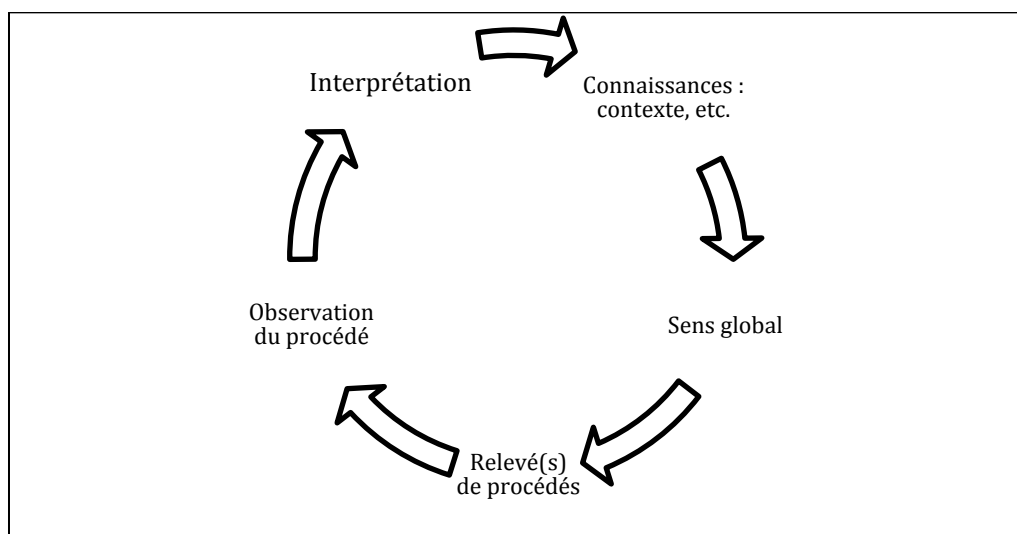 Interprétation
Connaissances :
contexte, etc.
Sens global
Relevé(s)
de procédés
Observation
du procédé